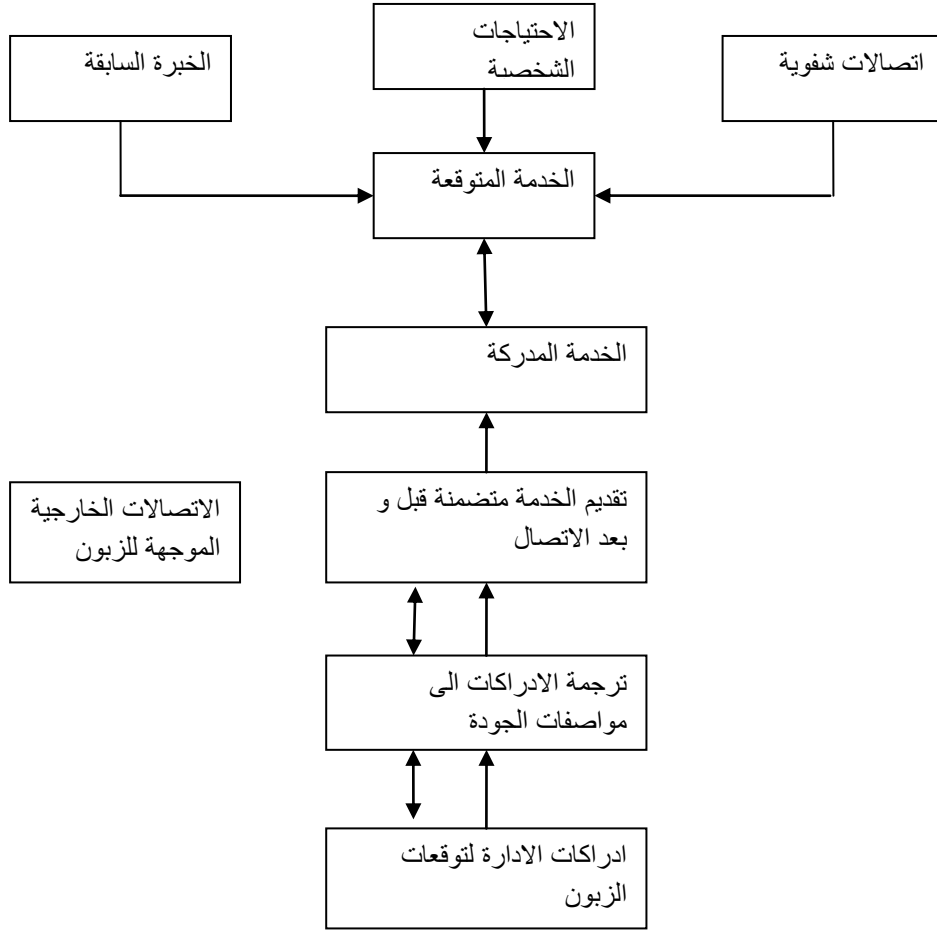 الاحتياجات
الشخصية
اتصالات شفوية
الخبرة السابقة
الخدمة المتوقعة
الخدمة المدركة
تقديم الخدمة متضمنة قبل و
بعد الاتصال
الاتصالات الخارجية
الموجهة للزبون
ترجمة الادراكات الى
مواصفات الجودة
ادراكات الادارة لتوقعات
الزبون